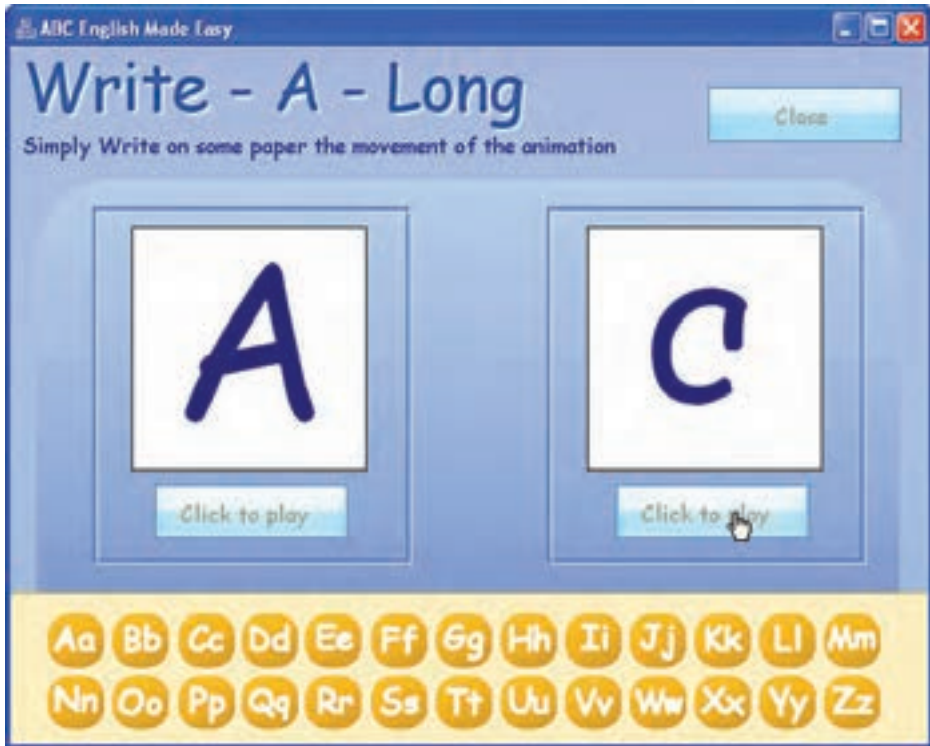 ABC English Made Easy
Write - A - Long
Close
Simply Write on some paper the movement of the animation
A
C
Click to play
Click to play
Aa Bb Cc Dd Ee Ff Gg Hh Ii Jj Kk Ll Mm
Nn Oo Pp Qq Rr Ss Tt Uu Vv Ww Xx Yy Zz